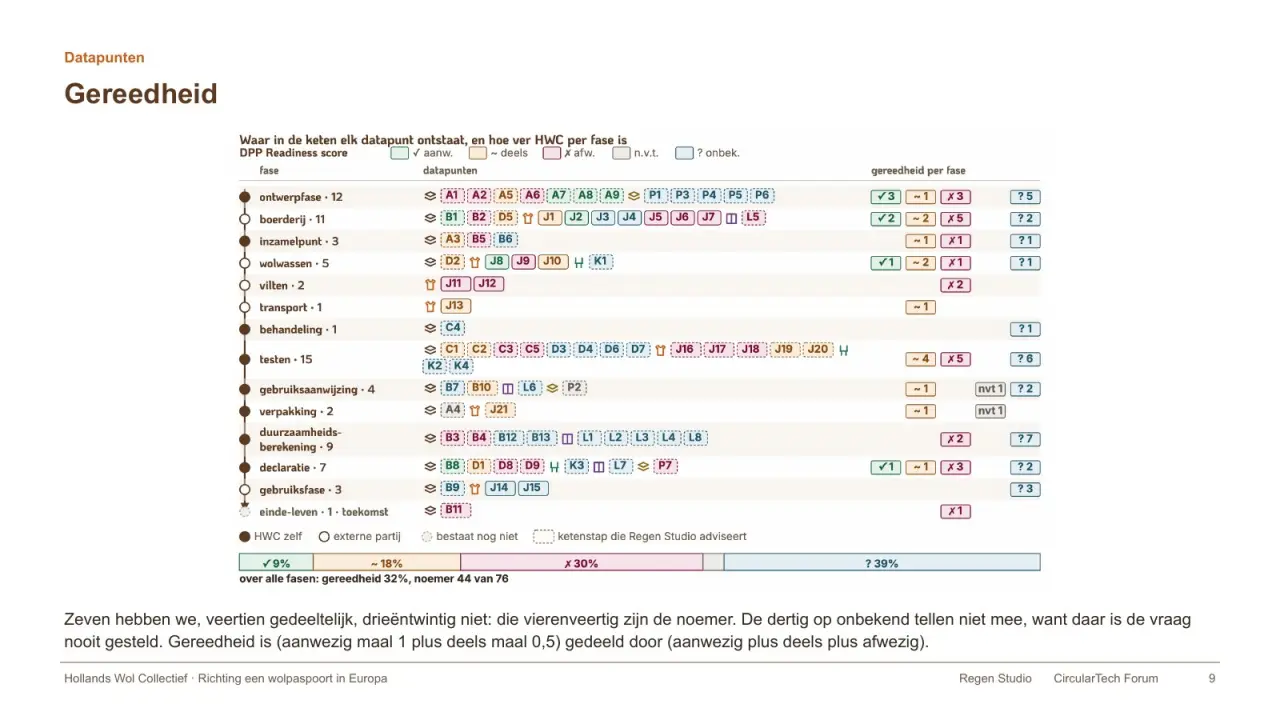 Datapunten
Gereedheid
Waar in de keten elk datapunt ontstaat, en hoe ver HWC per fase is
DPP Readiness score ✓ aanw. ~ deels ✗ afw. n.v.t. ? onbek.
fase datapunten gereedheid per fase
ontwerpfase · 12 A1 A2 A5 A6 A7 A8 A9 P1 P3 P4 P5 P6 ✓3 ~1 ✗3 ?5
boerderij · 11 B1 B2 D5 J1 J2 J3 J4 J5 J6 J7 L5 ✓2 ~2 ✗5 ?2
inzamelpunt · 3 A3 B5 B6 ~1 ✗1 ?1
wolwassen · 5 D2 J8 J9 J10 K1 ✓1 ~2 ✗1 ?1
vilten · 2 J11 J12 ✗2
transport · 1 J13 ~1
behandeling · 1 C4 ?1
testen · 15 C1 C2 C3 C5 D3 D4 D6 D7 J16 J17 J18 J19 J20 ~4 ✗5 ?6
K2 K4
gebruiksaanwijzing · 4 B7 B10 L6 P2 ~1 nvt 1 ?2
verpakking · 2 A4 J21 ~1 nvt 1
duurzaamheids-
berekening · 9 B3 B4 B12 B13 L1 L2 L3 L4 L8 ✗2 ?7
declaratie · 7 B8 D1 D8 D9 K3 L7 P7 ✓1 ~1 ✗3 ?2
gebruiksfase · 3 B9 J14 J15 ?3
einde-leven · 1 · toekomst B11 ✗1
HWC zelf externe partij bestaat nog niet ketenstap die Regen Studio adviseert
✓9% ~18% ✗30% ?39%
over alle fasen: gereedheid 32%, noemer 44 van 76
Zeven hebben we, veertien gedeeltelijk, drieëntwintig niet: die vierenveertig zijn de noemer. De dertig op onbekend tellen niet mee, want daar is de vraag
nooit gesteld. Gereedheid is (aanwezig maal 1 plus deels maal 0,5) gedeeld door (aanwezig plus deels plus afwezig).
Hollands Wol Collectief · Richting een wolpaspoort in Europa Regen Studio CircularTech Forum 9